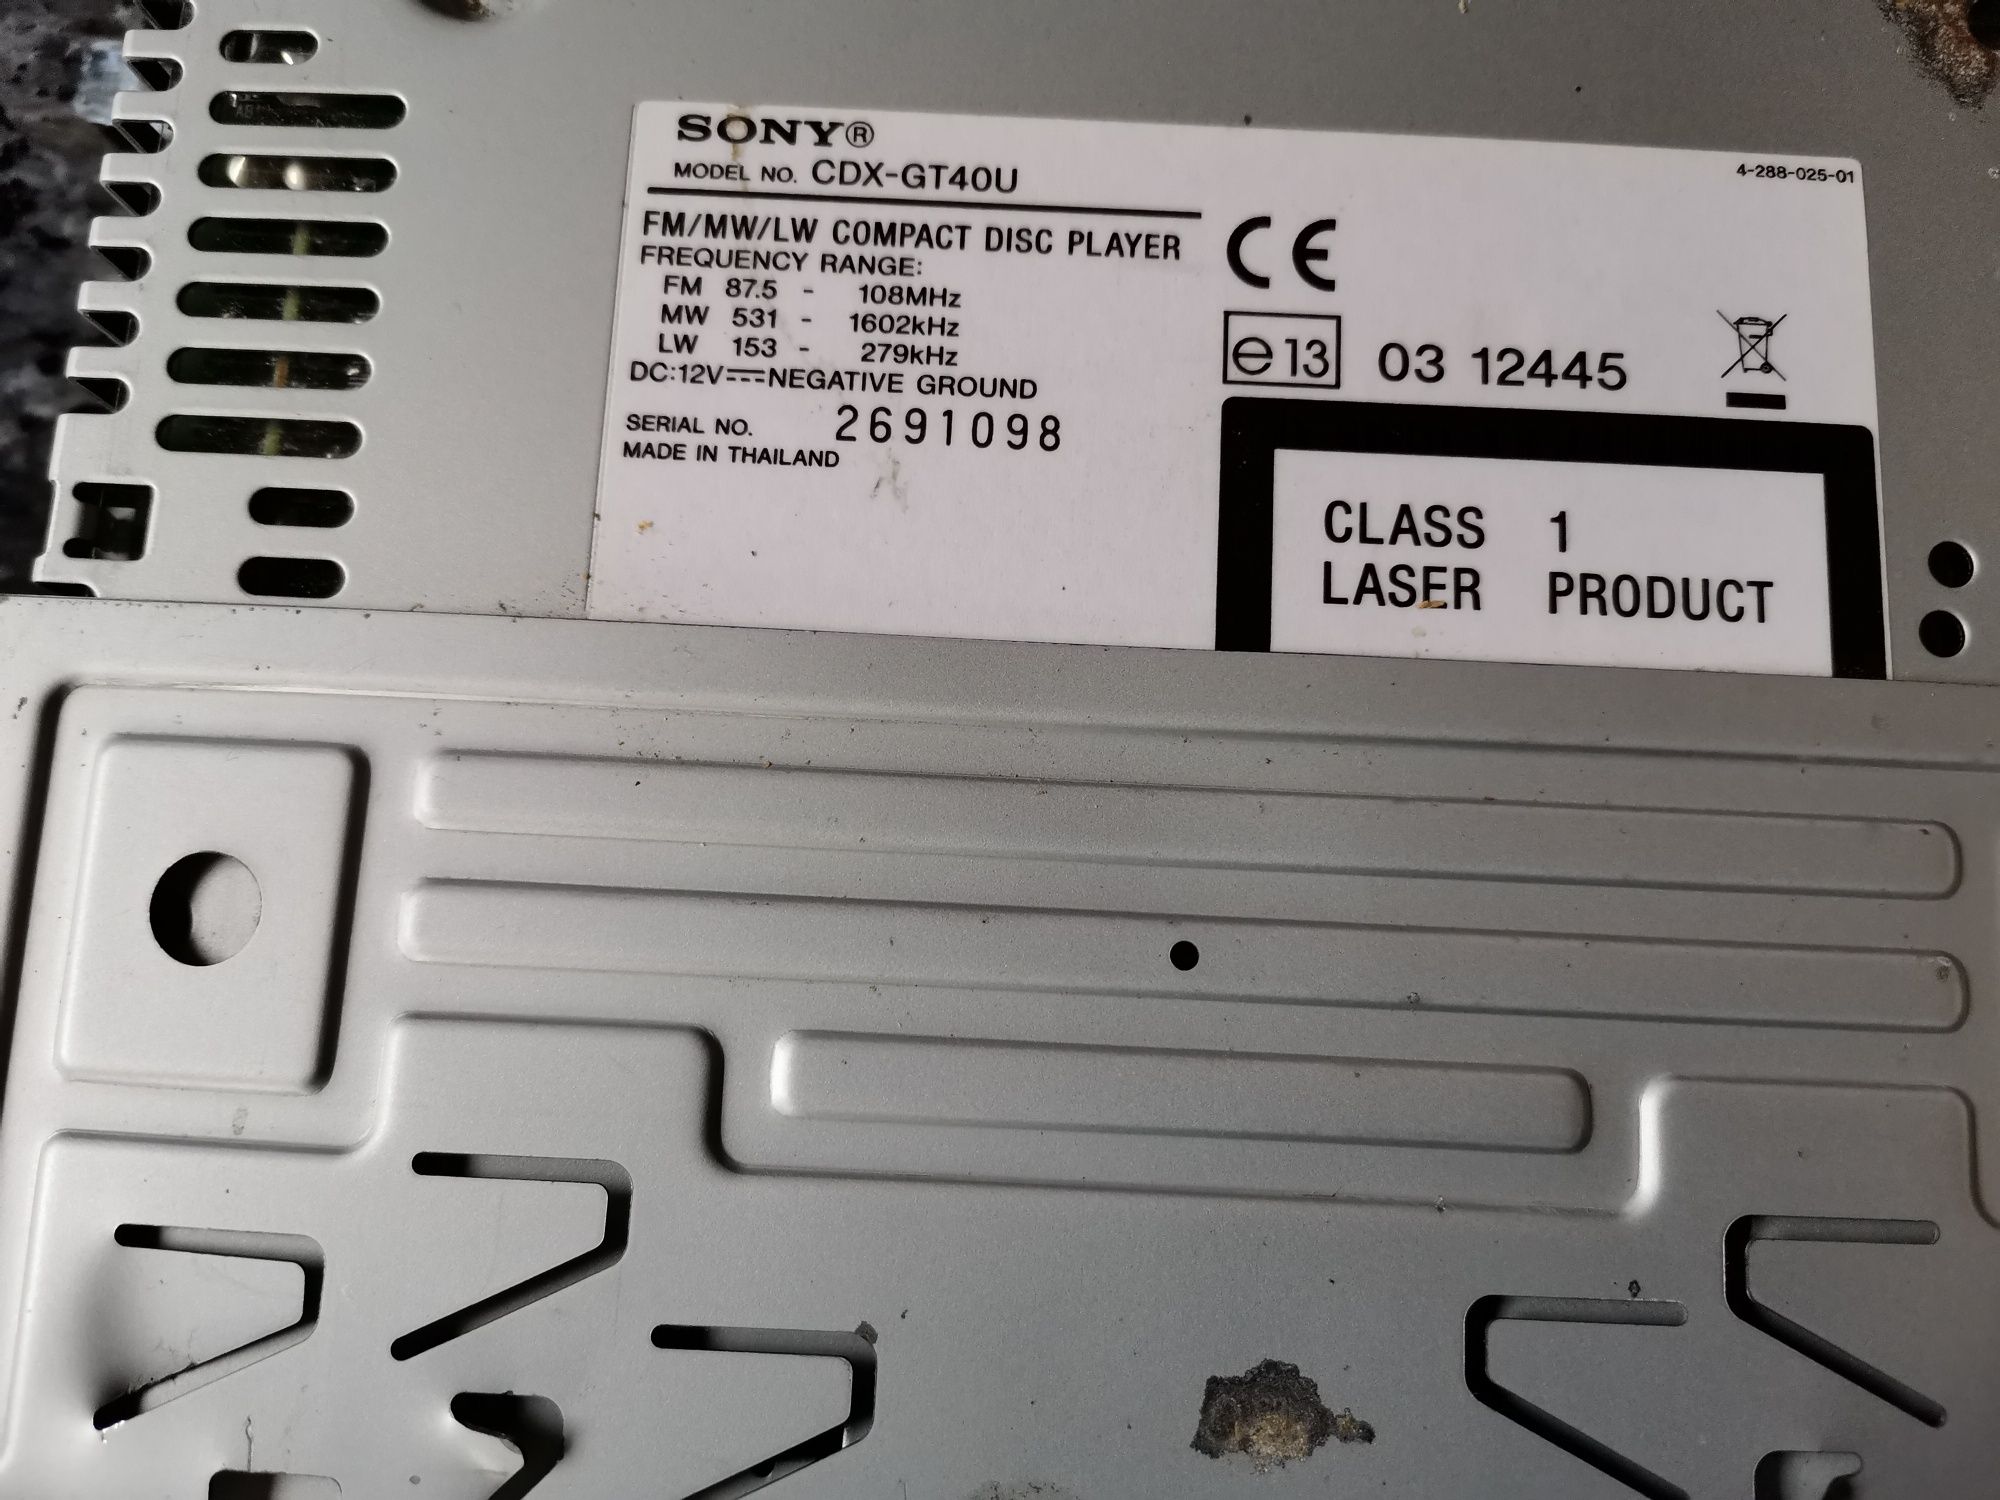 SONY®
MODEL NO. CDX-GT40U
4-288-025-01
FM/MW/LW COMPACT DISC PLAYER
FREQUENCY RANGE:
FM 87.5 - 108MHz
MW 531 - 1602kHz
LW 153 - 279kHz
DC:12V⎓NEGATIVE GROUND
SERIAL NO. 2691098
MADE IN THAILAND
CE
e13 03 12445
CLASS 1
LASER PRODUCT